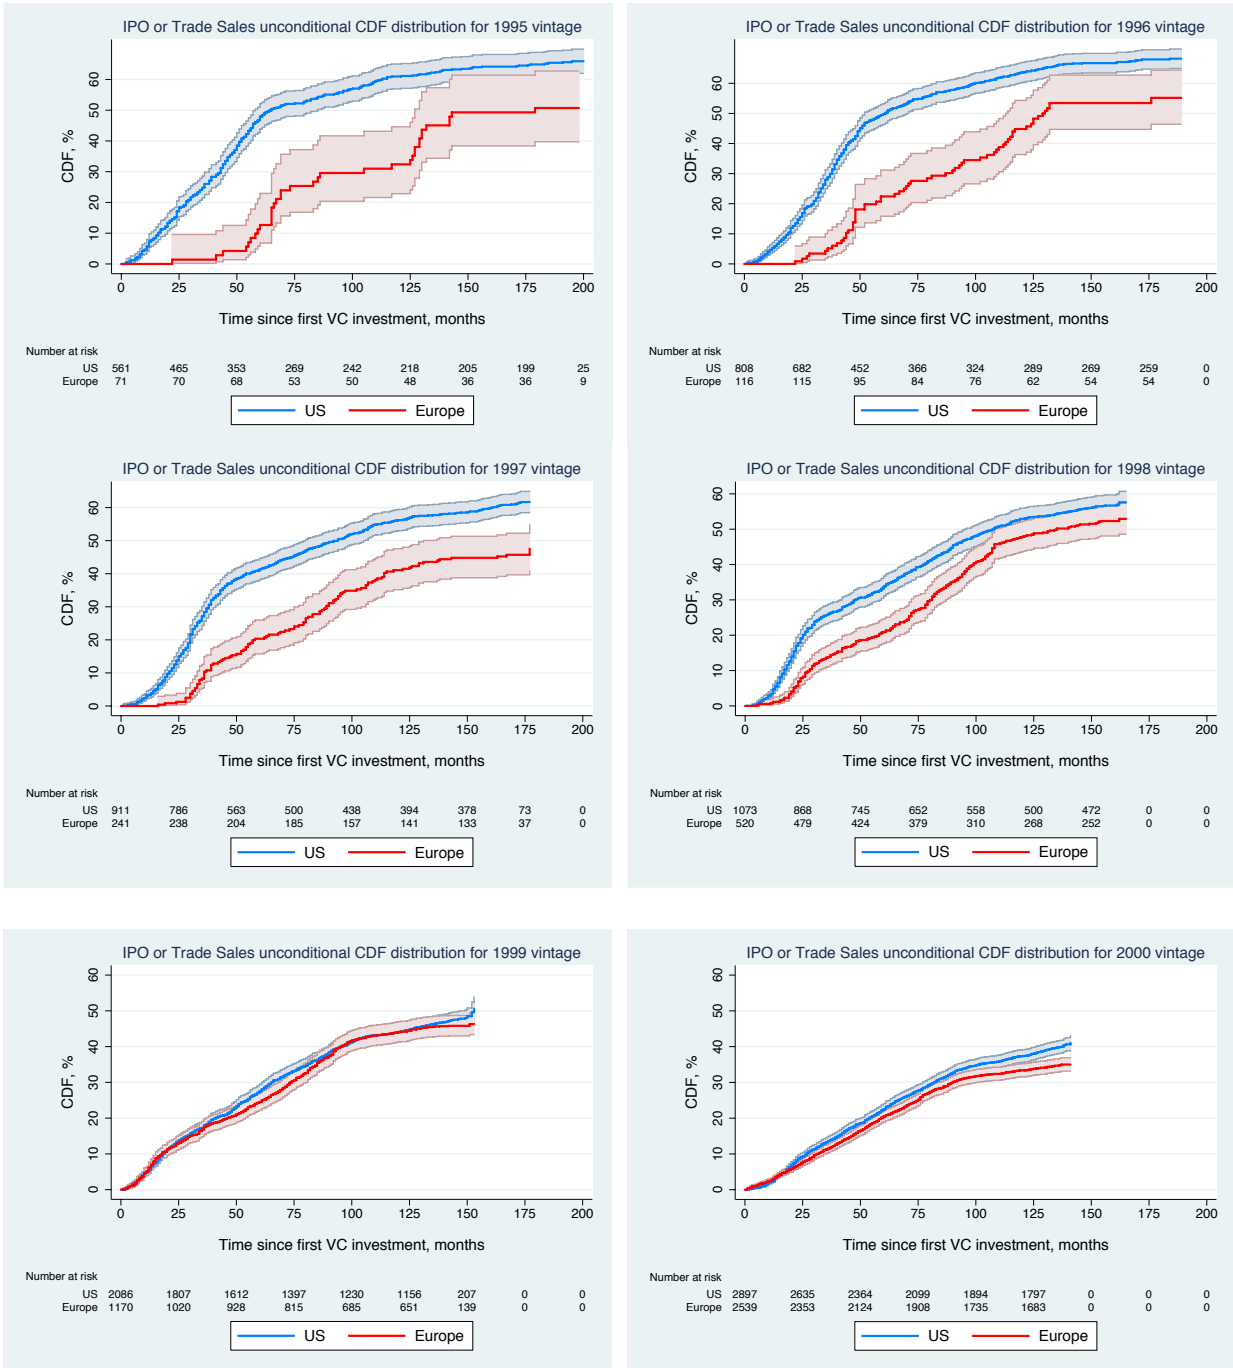 IPO or Trade Sales unconditional CDF distribution for 1995 vintage
CDF, %
60
50
40
30
20
10
0
0 25 50 75 100 125 150 175 200
Time since first VC investment, months
Number at risk
US 561 465 353 269 242 218 205 199 25
Europe 71 70 68 53 50 48 36 36 9
US Europe
IPO or Trade Sales unconditional CDF distribution for 1996 vintage
CDF, %
60
50
40
30
20
10
0
0 25 50 75 100 125 150 175 200
Time since first VC investment, months
Number at risk
US 808 682 452 366 324 289 269 259 0
Europe 116 115 95 84 76 62 54 54 0
US Europe
IPO or Trade Sales unconditional CDF distribution for 1997 vintage
CDF, %
60
50
40
30
20
10
0
0 25 50 75 100 125 150 175 200
Time since first VC investment, months
Number at risk
US 911 786 563 500 438 394 378 73 0
Europe 241 238 204 185 157 141 133 37 0
US Europe
IPO or Trade Sales unconditional CDF distribution for 1998 vintage
CDF, %
60
50
40
30
20
10
0
0 25 50 75 100 125 150 175 200
Time since first VC investment, months
Number at risk
US 1073 868 745 652 558 500 472 0 0
Europe 520 479 424 379 310 268 252 0 0
US Europe
IPO or Trade Sales unconditional CDF distribution for 1999 vintage
CDF, %
60
50
40
30
20
10
0
0 25 50 75 100 125 150 175 200
Time since first VC investment, months
Number at risk
US 2086 1807 1612 1397 1230 1156 207 0 0
Europe 1170 1020 928 815 685 651 139 0 0
US Europe
IPO or Trade Sales unconditional CDF distribution for 2000 vintage
CDF, %
60
50
40
30
20
10
0
0 25 50 75 100 125 150 175 200
Time since first VC investment, months
Number at risk
US 2897 2635 2364 2099 1894 1797 0 0 0
Europe 2539 2353 2124 1908 1735 1683 0 0 0
US Europe